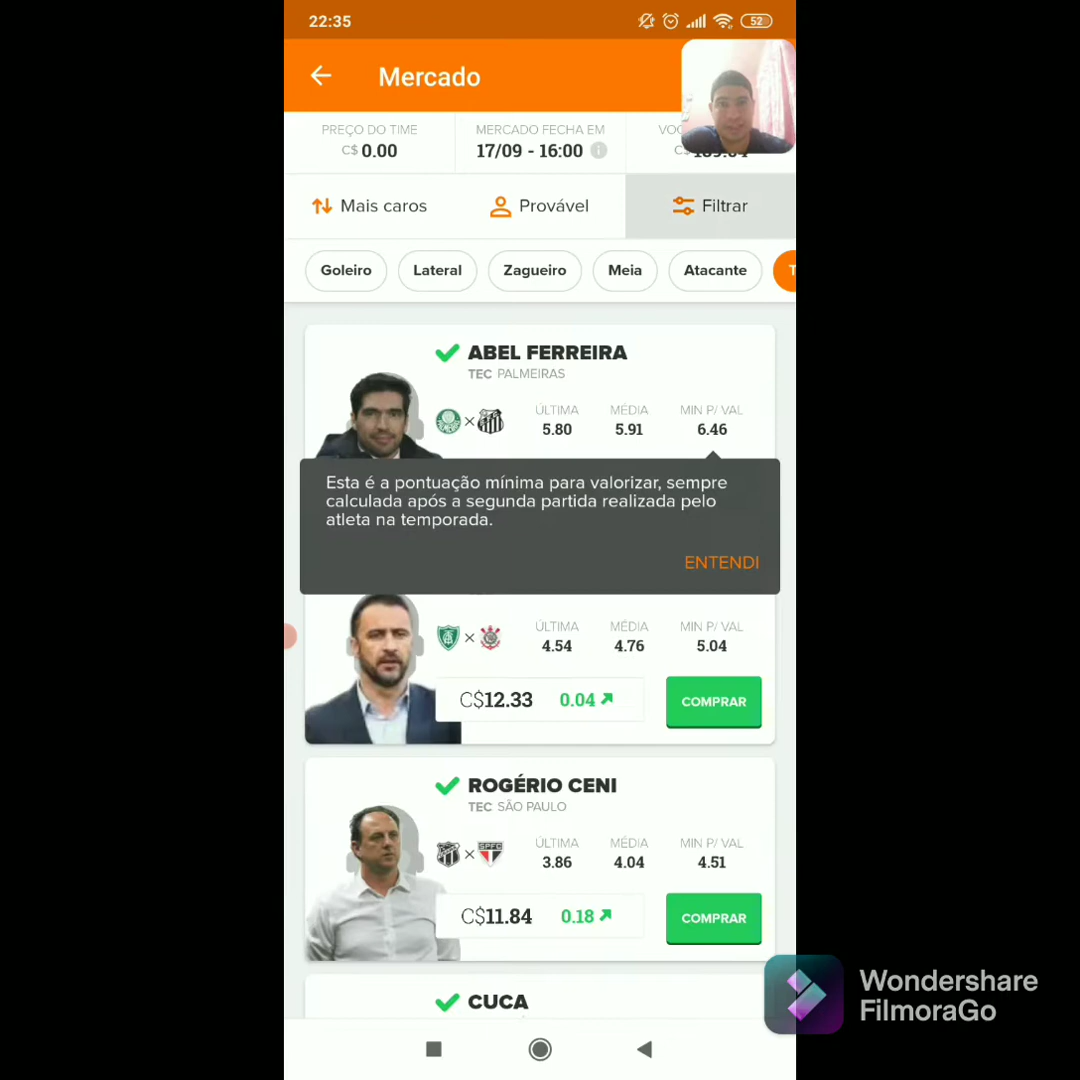 22:35
52
Mercado
PREÇO DO TIME
C$ 0.00
MERCADO FECHA EM
17/09 - 16:00
C$
Mais caros
Provável
Filtrar
Goleiro
Lateral
Zagueiro
Meia
Atacante
T
ABEL FERREIRA
TEC PALMEIRAS
ÚLTIMA MÉDIA MIN P/ VAL
× 5.80 5.91 6.46
Esta é a pontuação mínima para valorizar, sempre
calculada após a segunda partida realizada pelo
atleta na temporada.
ENTENDI
ÚLTIMA MÉDIA MIN P/ VAL
× 4.54 4.76 5.04
C$12.33 0.04
COMPRAR
ROGÉRIO CENI
TEC SÃO PAULO
ÚLTIMA MÉDIA MIN P/ VAL
× SPFC 3.86 4.04 4.51
C$11.84 0.18
COMPRAR
CUCA
Wondershare
FilmoraGo